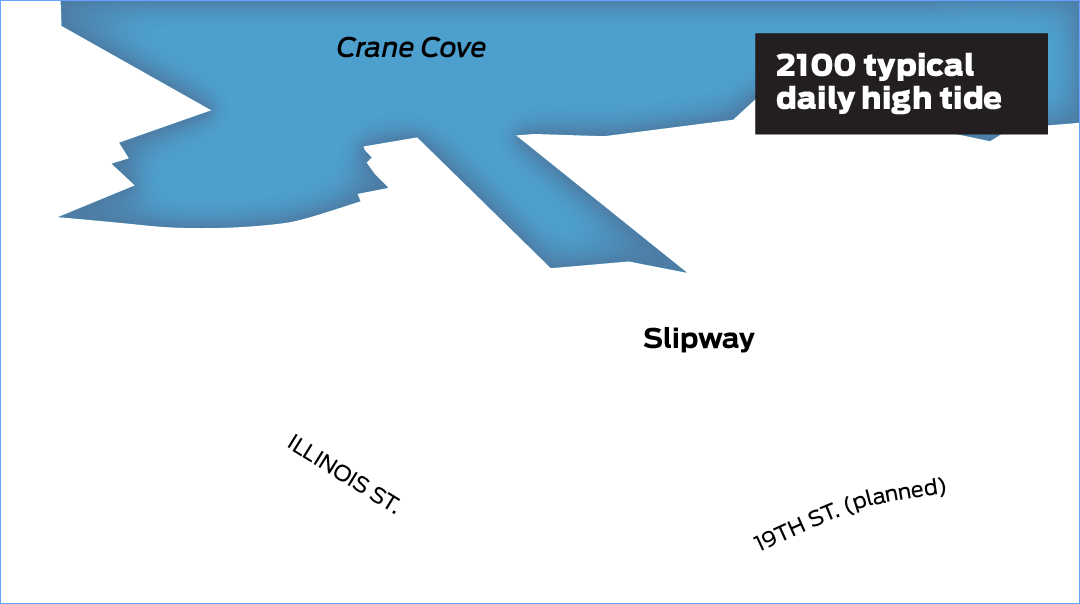 Crane Cove
2100 typical
daily high tide
Slipway
ILLINOIS ST.
19TH ST. (planned)